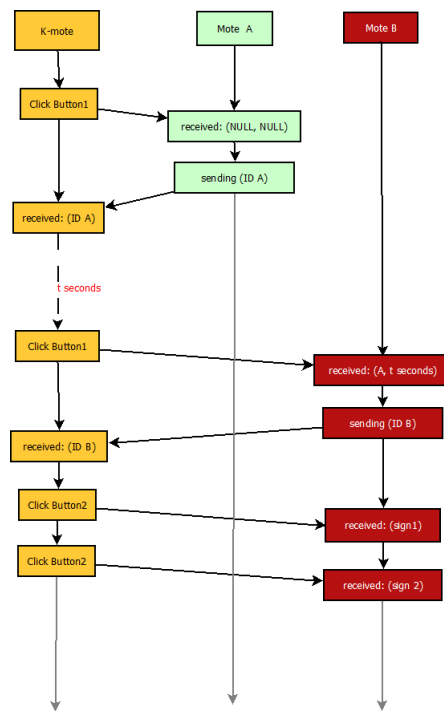 K-mote
Mote A
Mote B
Click Button1
received: (NULL, NULL)
sending (ID A)
received: (ID A)
t seconds
Click Button1
received: (A, t seconds)
sending (ID B)
received: (ID B)
Click Button2
received: (sign1)
Click Button2
received: (sign 2)